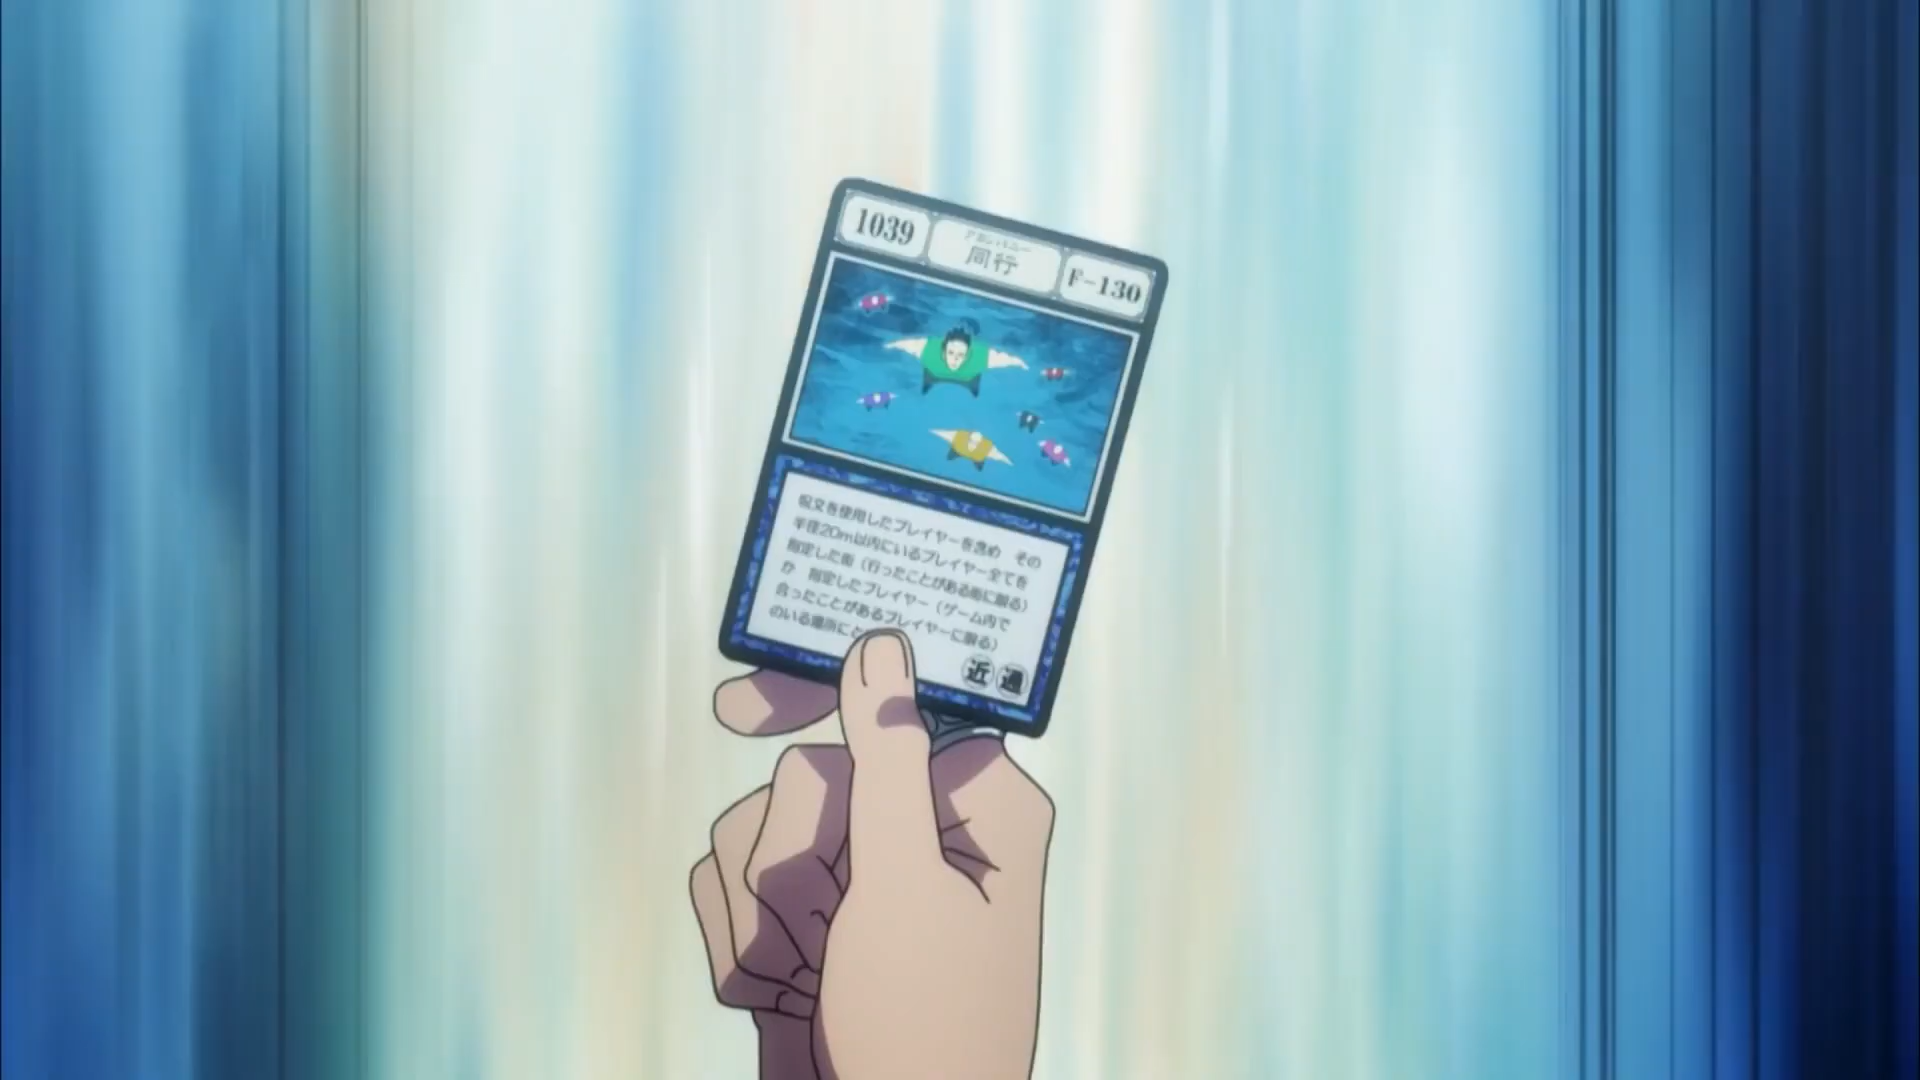 1039
アカンパニー
同行
F-130
呪文を使用したプレイヤーを含め その
半径20m以内にいるプレイヤー全てを
指定した街（行ったことがある街に限る）
か 指定したプレイヤー（ゲーム内で
合ったことがあるプレイヤーに限る）
のいる場所に
近 通